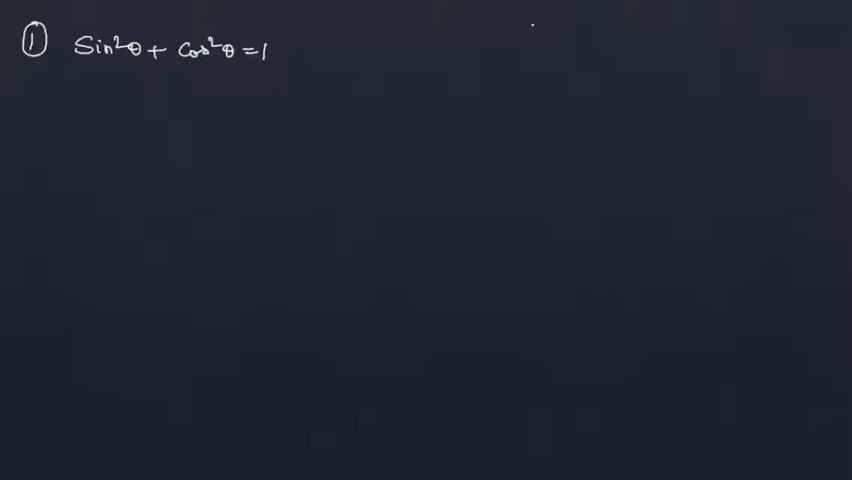 ① Sin²θ + Cos²θ = 1